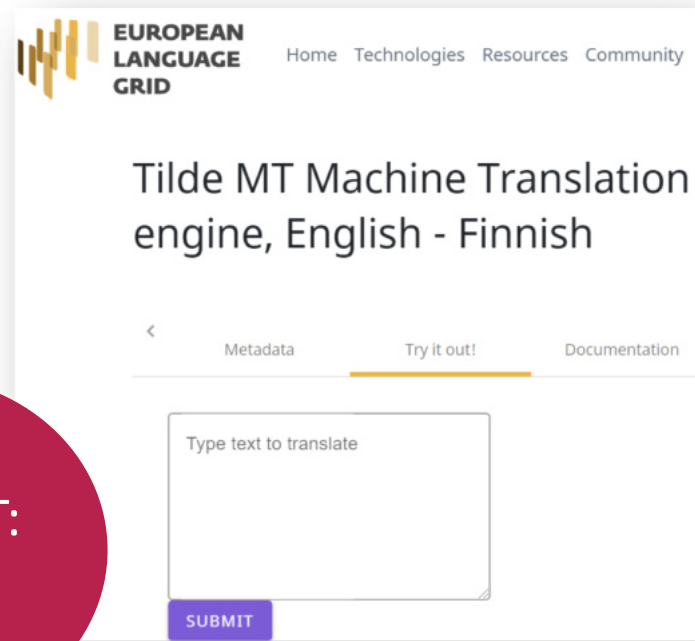 EUROPEAN
LANGUAGE
GRID
Home Technologies Resources Community
Tilde MT Machine Translation
engine, English - Finnish
<
Metadata Try it out! Documentation
Type text to translate
SUBMIT